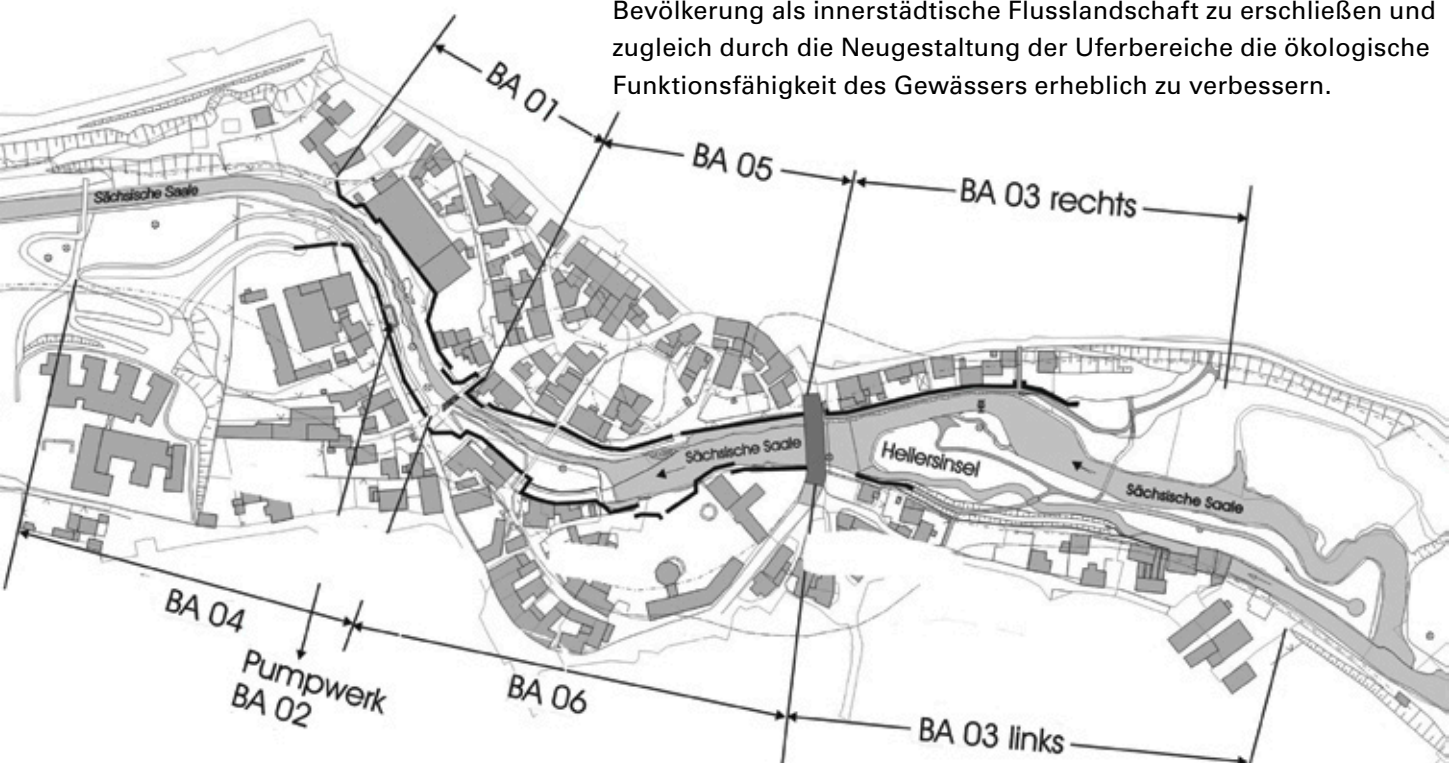 Bevölkerung als innerstädtische Flusslandschaft zu erschließen und
zugleich durch die Neugestaltung der Uferbereiche die ökologische
Funktionsfähigkeit des Gewässers erheblich zu verbessern.
BA 01
BA 05
BA 03 rechts
Sächsische Saale
Sächsische Saale
Hellersinsel
Sächsische Saale
BA 04
Pumpwerk
BA 02
BA 06
BA 03 links